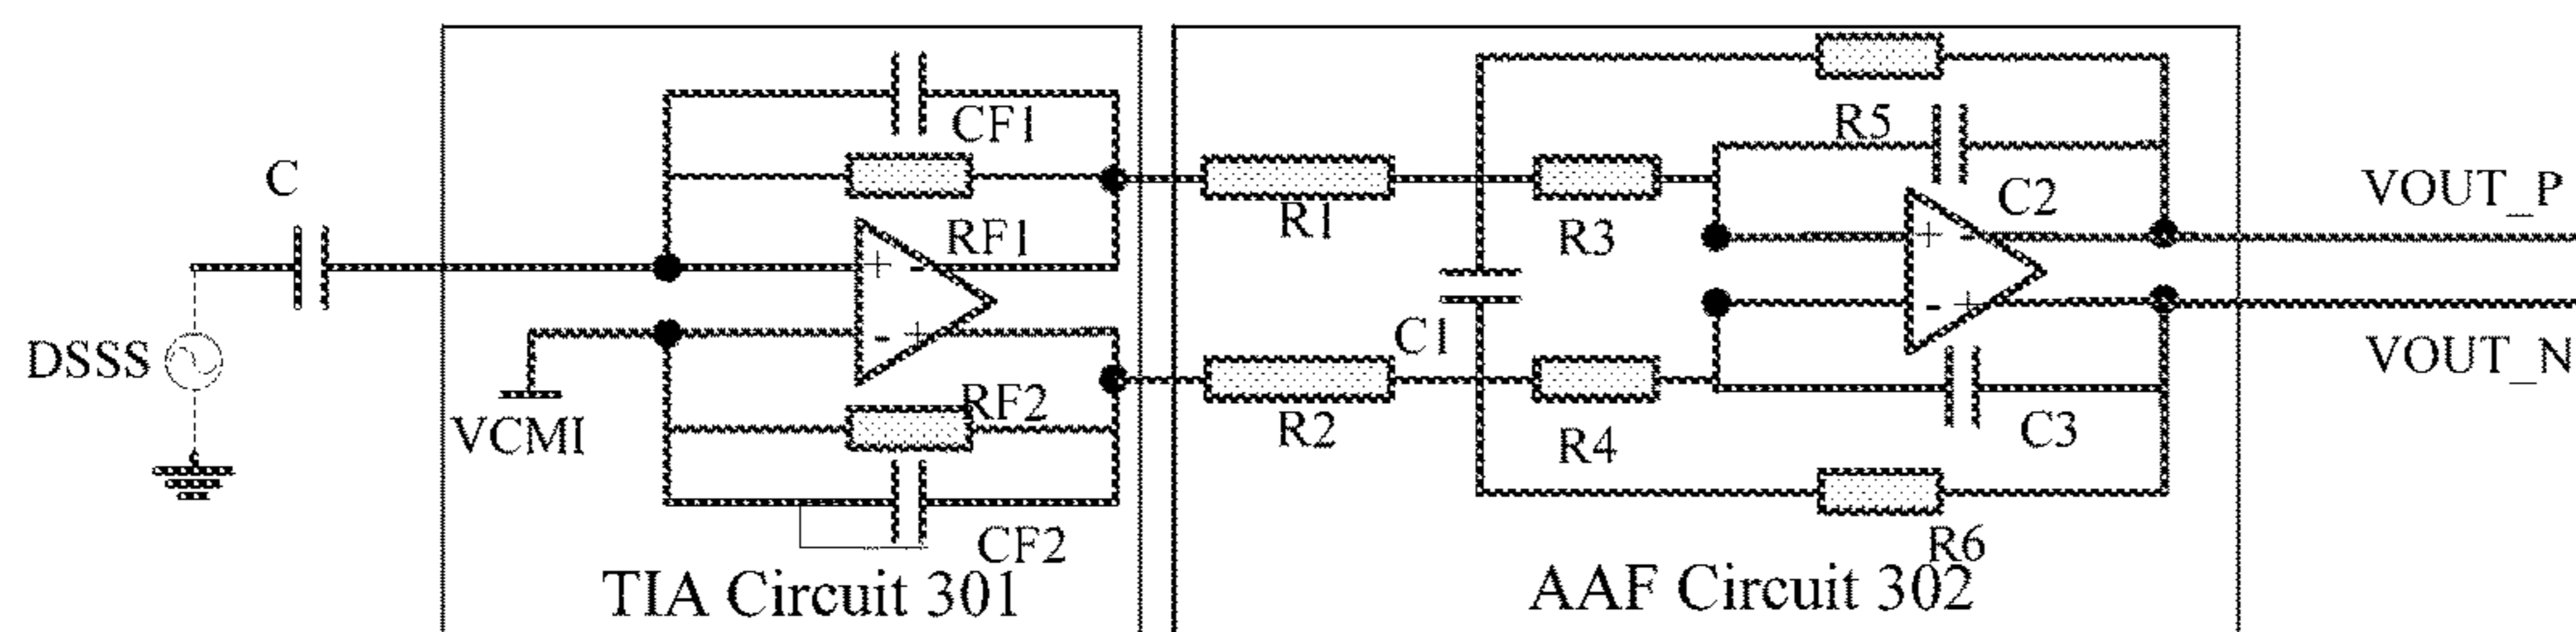 C
DSSS
VCMI
CF1
RF1
+
-
-
+
RF2
CF2
TIA Circuit 301
R1
R2
C1
R3
R4
R5
C2
+
-
-
+
C3
R6
AAF Circuit 302
VOUT_P
VOUT_N